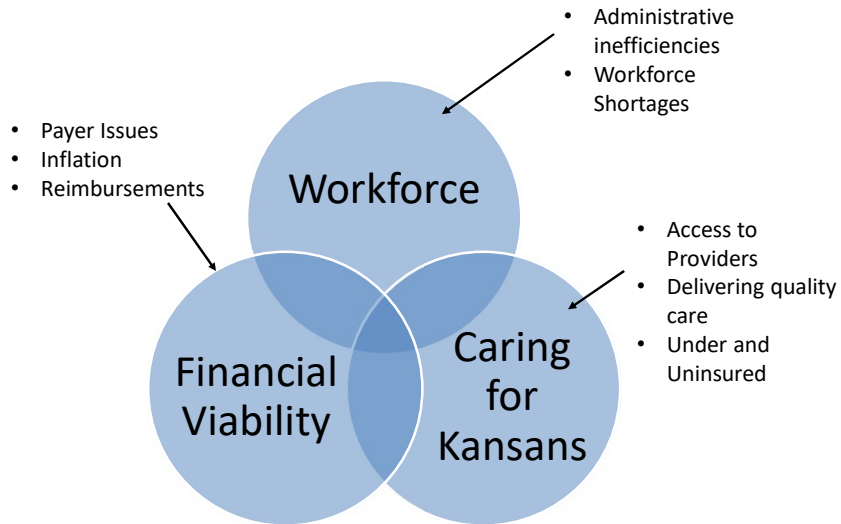 • Administrative
inefficiencies
• Workforce
Shortages
• Payer Issues
• Inflation
• Reimbursements
Workforce
• Access to
Providers
• Delivering quality
care
• Under and
Uninsured
Financial
Viability
Caring
for
Kansans